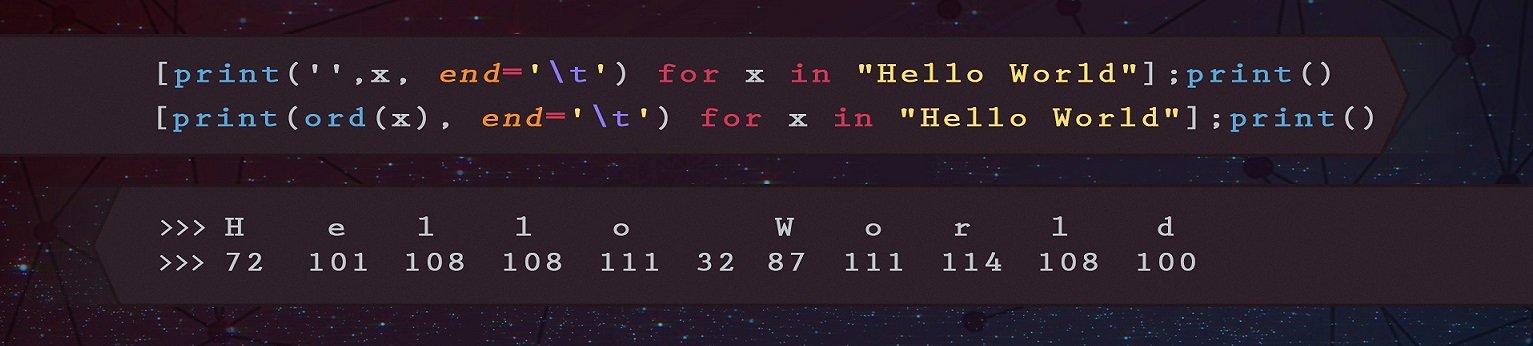 [print('',x, end='\t') for x in "Hello World"];print()
[print(ord(x), end='\t') for x in "Hello World"];print()
>>> H e l l o W o r l d
>>> 72 101 108 108 111 32 87 111 114 108 100